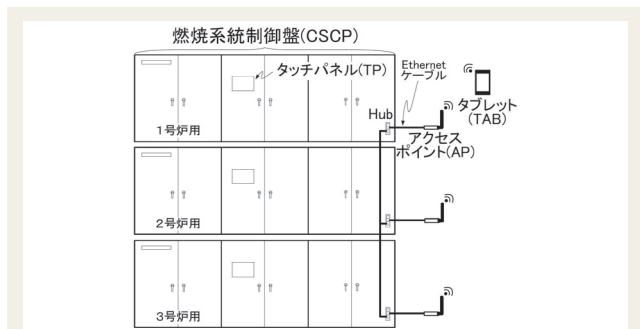 燃焼系統制御盤(CSCP)
タッチパネル(TP)
Ethernet
ケーブル
タブレット
(TAB)
Hub
アクセス
ポイント(AP)
1号炉用
2号炉用
3号炉用